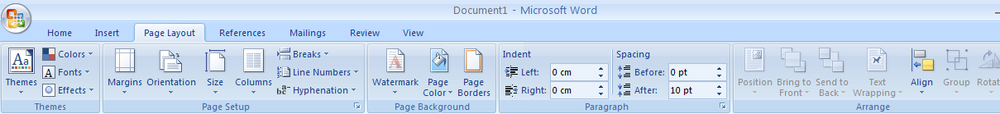 Document1 - Microsoft Word
Home Insert Page Layout References Mailings Review View
Aa Themes
Colors
A Fonts
Effects
Themes
Margins Orientation Size Columns
Breaks
Line Numbers
bc Hyphenation
Page Setup
A Watermark Page Color Page Borders
Page Background
Indent
Left: 0 cm
Right: 0 cm
Spacing
Before: 0 pt
After: 10 pt
Paragraph
Position Bring to Front Send to Back Text Wrapping Align Group Rotat
Arrange